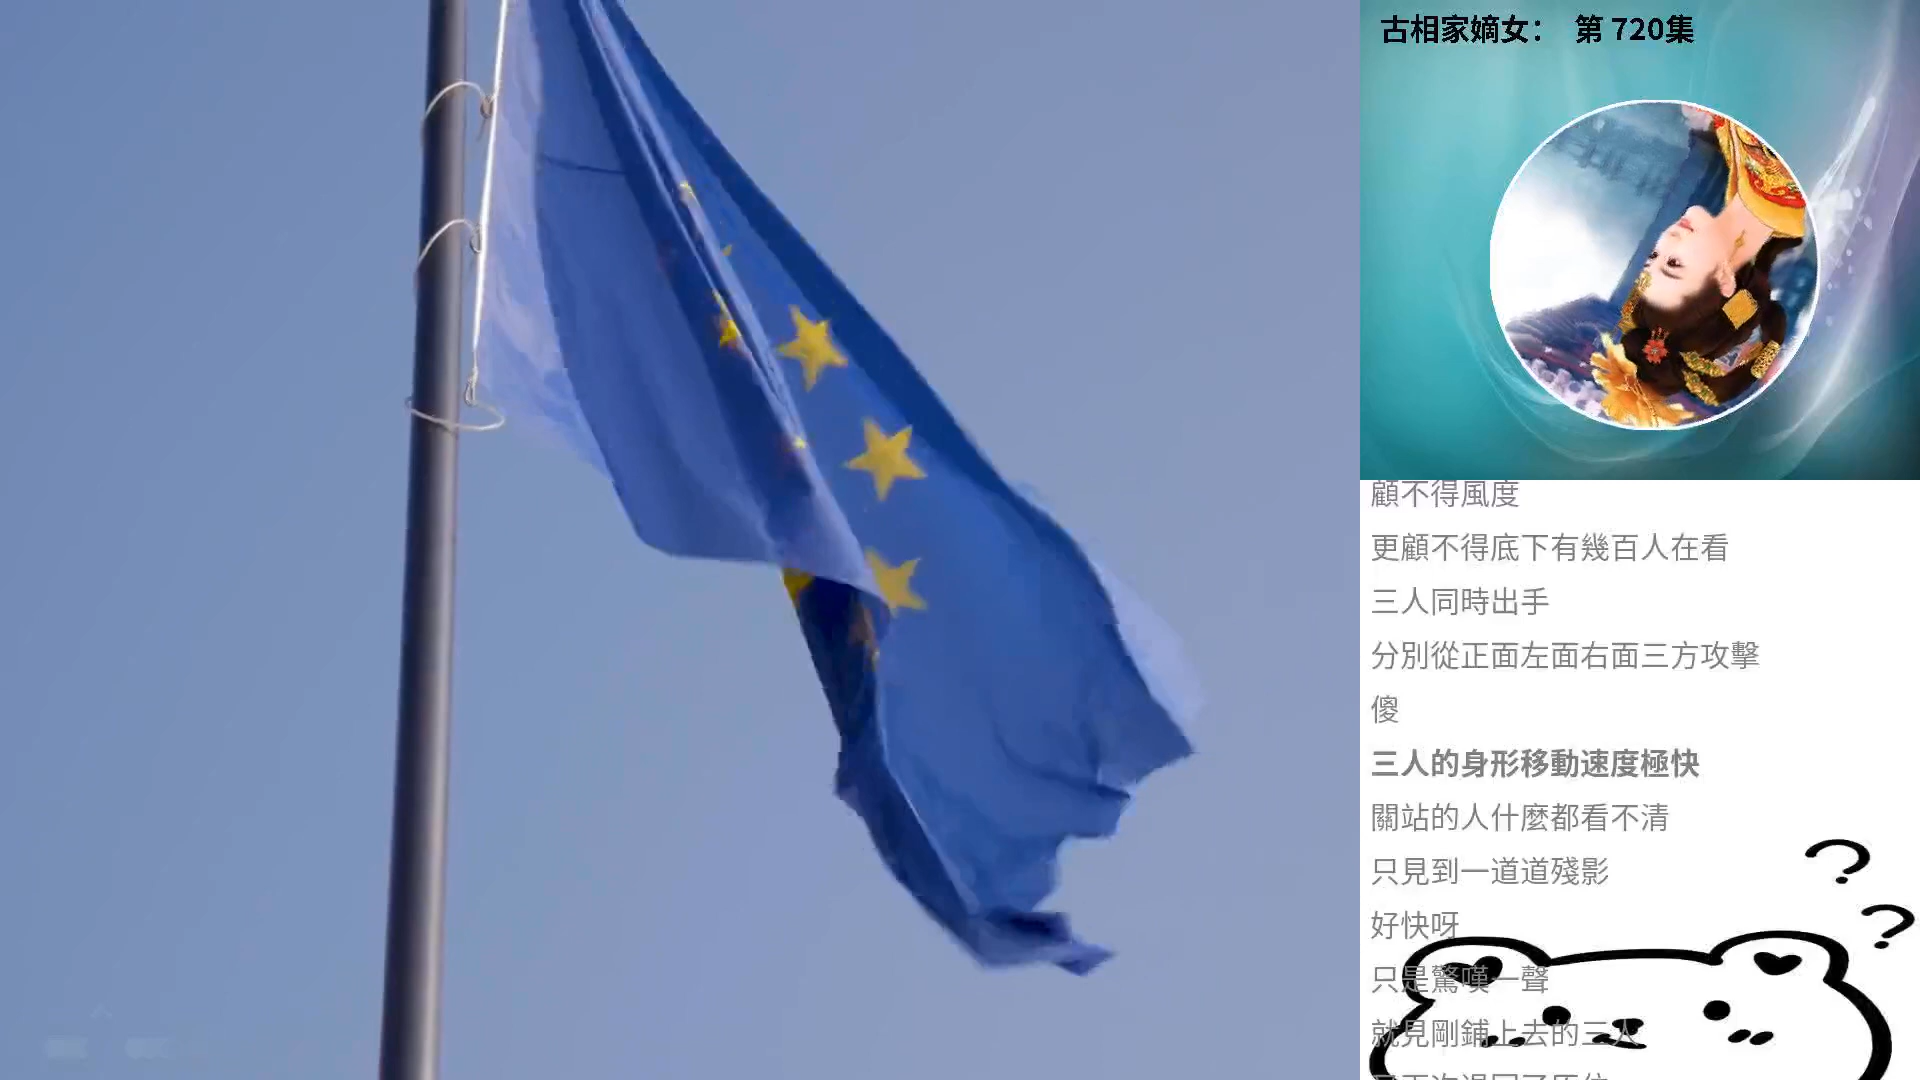 古相家嫡女： 第 720集
顧不得風度
更顧不得底下有幾百人在看
三人同時出手
分別從正面左面右面三方攻擊
傻
三人的身形移動速度極快
關站的人什麼都看不清
只見到一道道殘影
好快呀
只是驚嘆一聲
就見剛鋪上去的三人